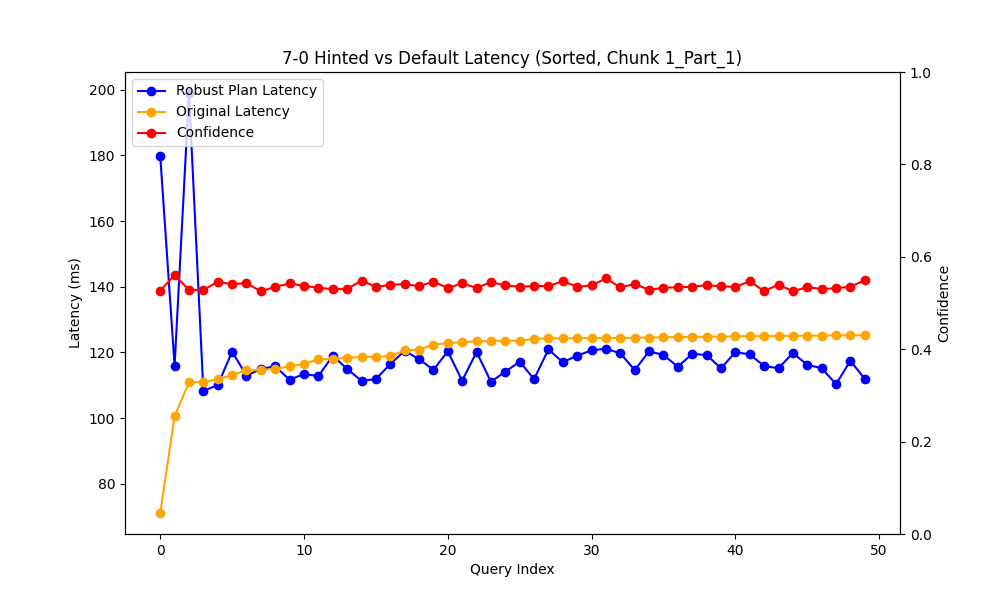 7-0 Hinted vs Default Latency (Sorted, Chunk 1_Part_1)
Robust Plan Latency
Original Latency
Confidence
200
180
160
140
120
100
80
Latency (ms)
1.0
0.8
0.6
0.4
0.2
0.0
Confidence
0 10 20 30 40 50
Query Index